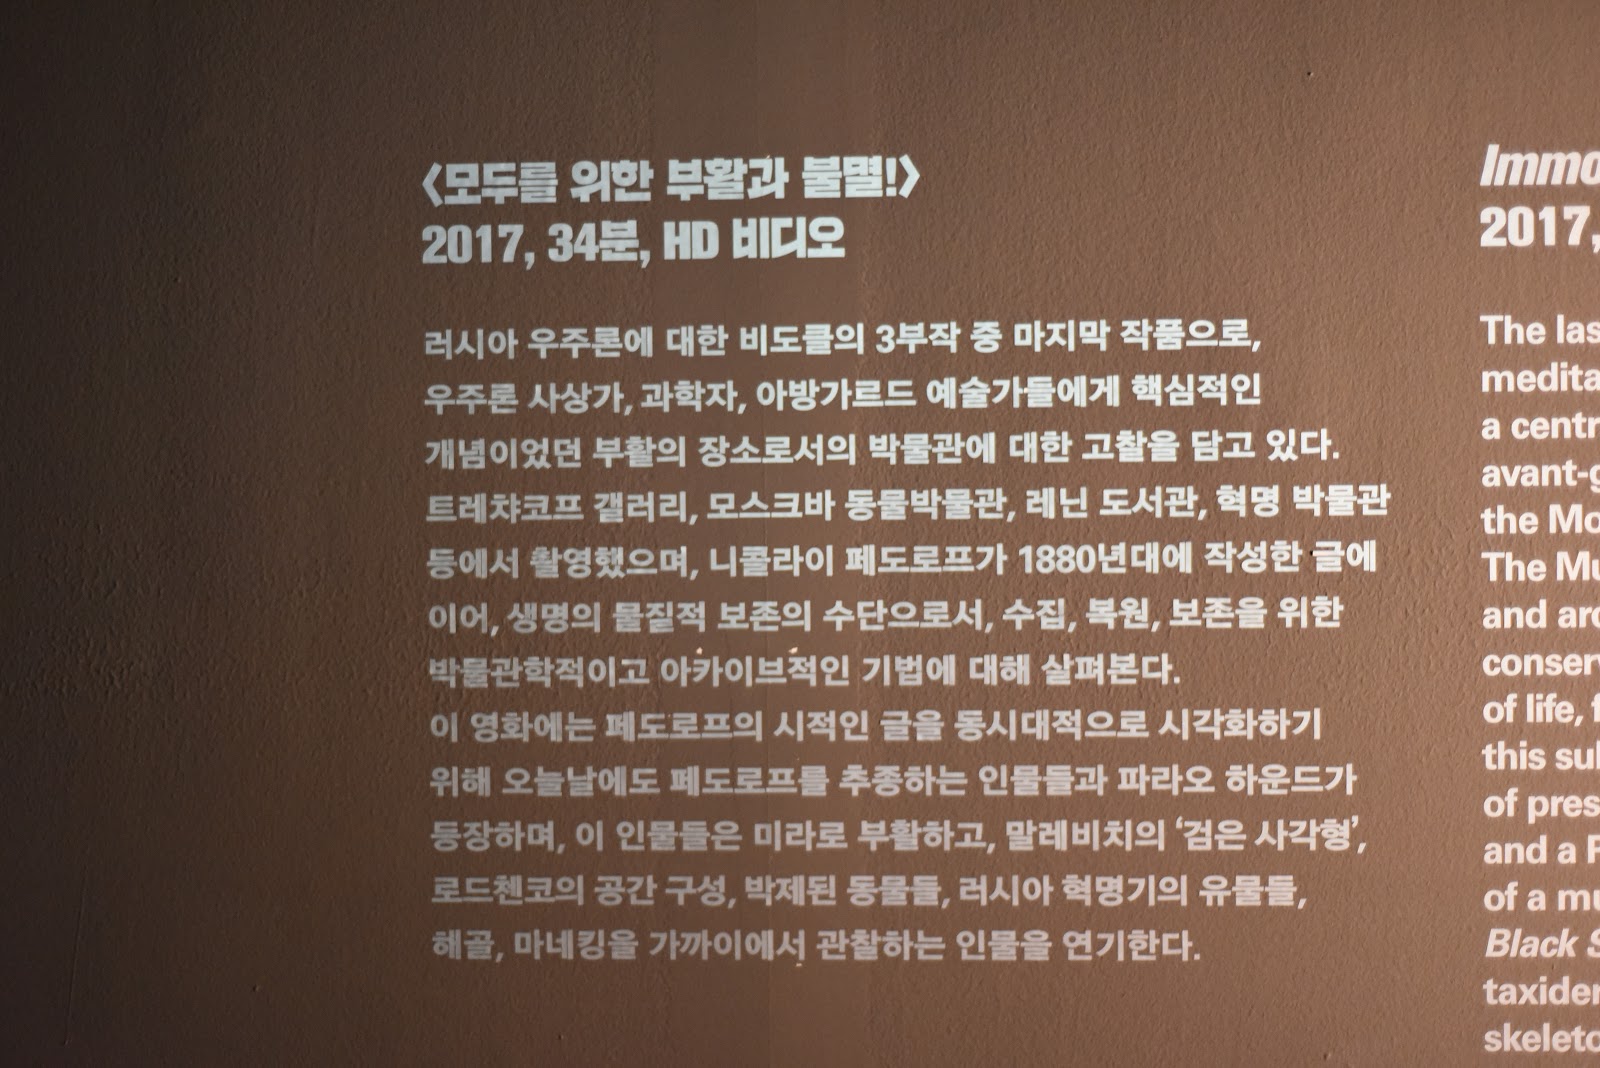 〈모두를 위한 부활과 불멸!〉
2017, 34분, HD 비디오
러시아 우주론에 대한 비도클의 3부작 중 마지막 작품으로,
우주론 사상가, 과학자, 아방가르드 예술가들에게 핵심적인
개념이었던 부활의 장소로서의 박물관에 대한 고찰을 담고 있다.
트레챠코프 갤러리, 모스크바 동물박물관, 레닌 도서관, 혁명 박물관
등에서 촬영했으며, 니콜라이 페도로프가 1880년대에 작성한 글에
이어, 생명의 물질적 보존의 수단으로서, 수집, 복원, 보존을 위한
박물관학적이고 아카이브적인 기법에 대해 살펴본다.
이 영화에는 페도로프의 시적인 글을 동시대적으로 시각화하기
위해 오늘날에도 페도로프를 추종하는 인물들과 파라오 하운드가
등장하며, 이 인물들은 미라로 부활하고, 말레비치의 ‘검은 사각형’,
로드첸코의 공간 구성, 박제된 동물들, 러시아 혁명기의 유물들,
해골, 마네킹을 가까이에서 관찰하는 인물을 연기한다.
Immo
2017,
The las
medita
a centr
avant-g
the Mo
The Mu
and arc
conser
of life, f
this sul
of pres
and a P
of a mu
Black S
taxider
skeleto